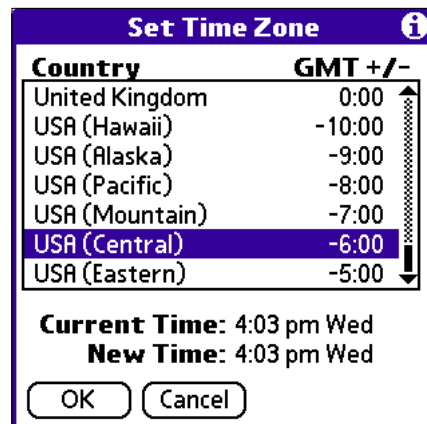 Set Time Zone i
Country GMT +/-
United Kingdom 0:00
USA (Hawaii) -10:00
USA (Alaska) -9:00
USA (Pacific) -8:00
USA (Mountain) -7:00
USA (Central) -6:00
USA (Eastern) -5:00
Current Time: 4:03 pm Wed
New Time: 4:03 pm Wed
OK Cancel